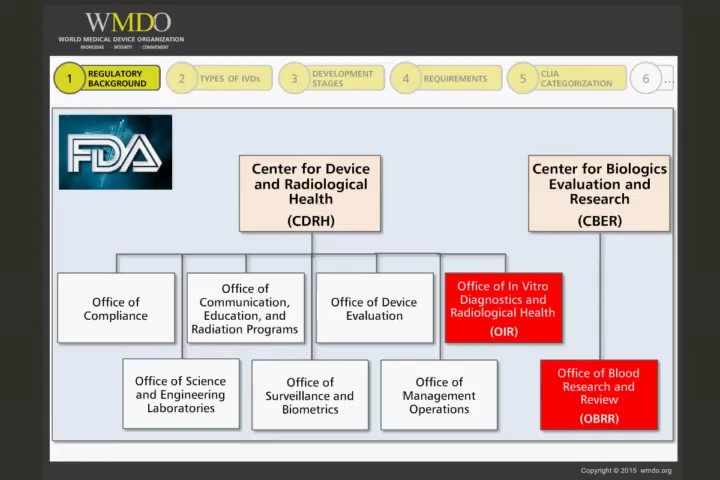 WMDO
WORLD MEDICAL DEVICE ORGANIZATION
KNOWLEDGE - INTEGRITY - COMMITMENT
1 REGULATORY
BACKGROUND
2 TYPES OF IVDs
3 DEVELOPMENT
STAGES
4 REQUIREMENTS
5 CLIA
CATEGORIZATION
6 ...
FDA
Center for Device
and Radiological
Health
(CDRH)
Center for Biologics
Evaluation and
Research
(CBER)
Office of
Compliance
Office of
Communication,
Education, and
Radiation Programs
Office of Device
Evaluation
Office of In Vitro
Diagnostics and
Radiological Health
(OIR)
Office of Science
and Engineering
Laboratories
Office of
Surveillance and
Biometrics
Office of
Management
Operations
Office of Blood
Research and
Review
(OBRR)
Copyright © 2015 wmdo.org